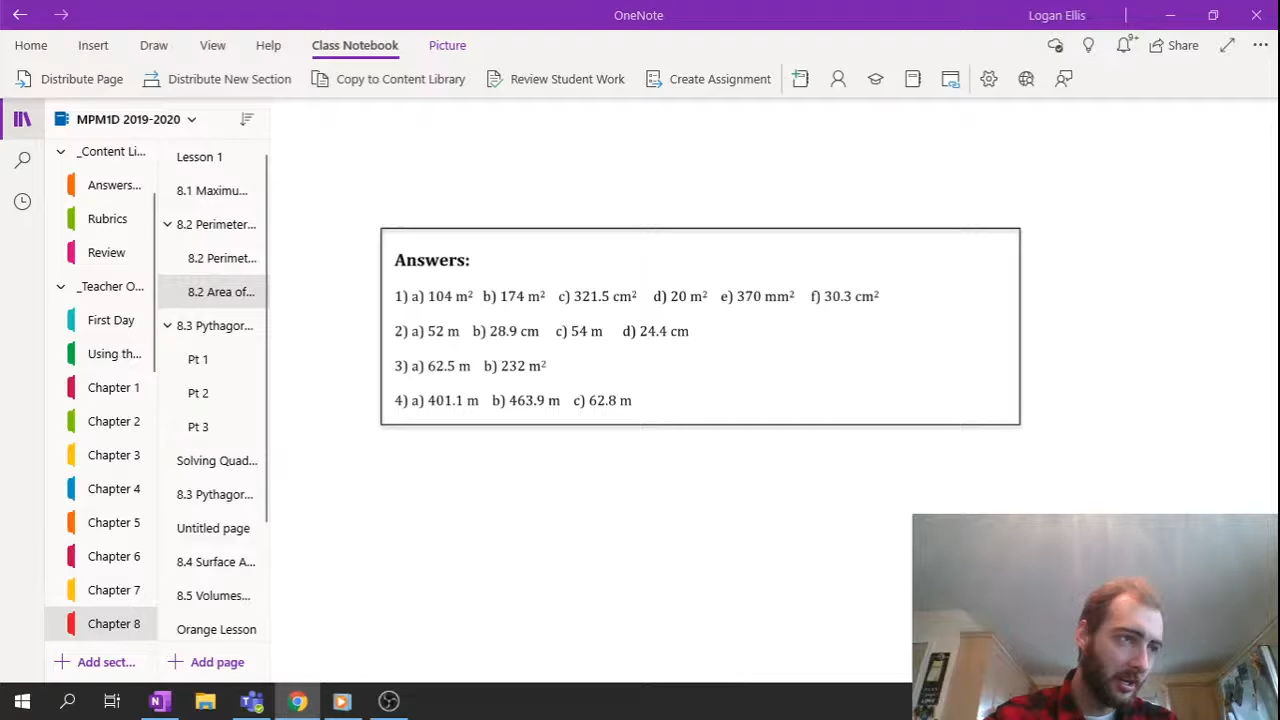 OneNote
Logan Ellis
Home Insert Draw View Help Class Notebook Picture
9+ Share
Distribute Page Distribute New Section Copy to Content Library Review Student Work Create Assignment
MPM1D 2019-2020
_Content Li...
Answers...
Rubrics
Review
_Teacher O...
First Day
Using th...
Chapter 1
Chapter 2
Chapter 3
Chapter 4
Chapter 5
Chapter 6
Chapter 7
Chapter 8
Add sect...
Lesson 1
8.1 Maximu...
8.2 Perimeter...
8.2 Perimet...
8.2 Area of...
8.3 Pythagor...
Pt 1
Pt 2
Pt 3
Solving Quad...
8.3 Pythagor...
Untitled page
8.4 Surface A...
8.5 Volumes...
Orange Lesson
Add page
Answers:
1) a) 104 m² b) 174 m² c) 321.5 cm² d) 20 m² e) 370 mm² f) 30.3 cm²
2) a) 52 m b) 28.9 cm c) 54 m d) 24.4 cm
3) a) 62.5 m b) 232 m²
4) a) 401.1 m b) 463.9 m c) 62.8 m